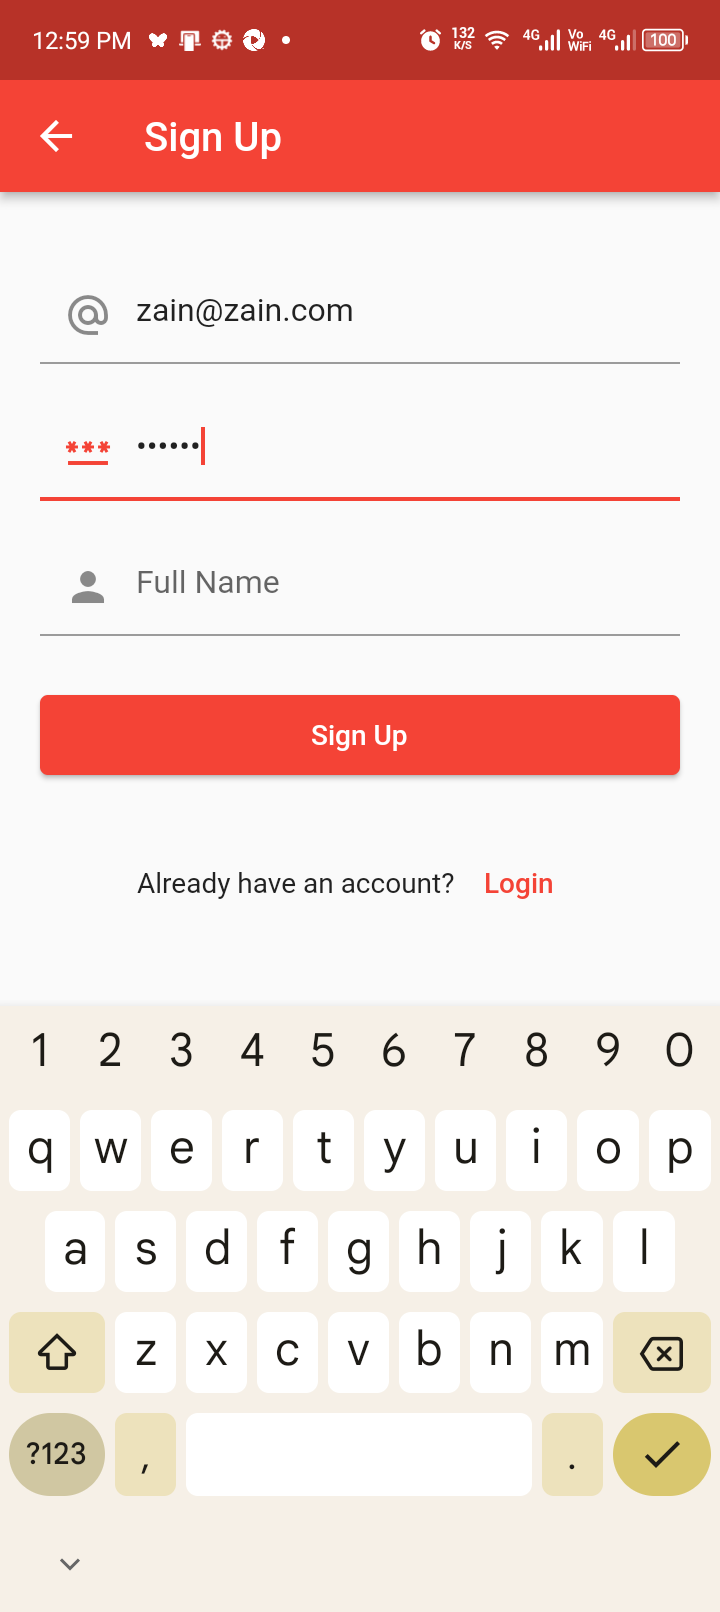 12:59 PM 132 K/S 4G Vo WiFi 4G 100
Sign Up
zain@zain.com
*** ••••••
Full Name
Sign Up
Already have an account? Login
1 2 3 4 5 6 7 8 9 0
q w e r t y u i o p
a s d f g h j k l
z x c v b n m
?123 , .